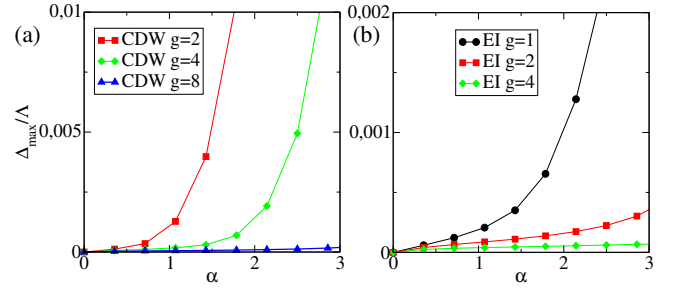 (a)
CDW g=2
CDW g=4
CDW g=8
0,01
0,005
0
Δmax/Λ
0 1 2 3
α
(b)
EI g=1
EI g=2
EI g=4
0,002
0,001
0
0 1 2 3
α